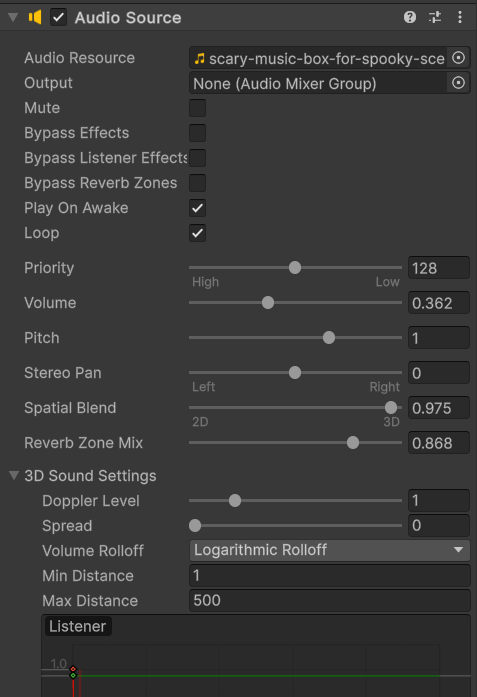 Audio Source
Audio Resource scary-music-box-for-spooky-sce
Output None (Audio Mixer Group)
Mute
Bypass Effects
Bypass Listener Effects
Bypass Reverb Zones
Play On Awake
Loop
Priority 128
High Low
Volume 0.362
Pitch 1
Stereo Pan 0
Left Right
Spatial Blend 0.975
2D 3D
Reverb Zone Mix 0.868
3D Sound Settings
Doppler Level 1
Spread 0
Volume Rolloff Logarithmic Rolloff
Min Distance 1
Max Distance 500
Listener
1.0